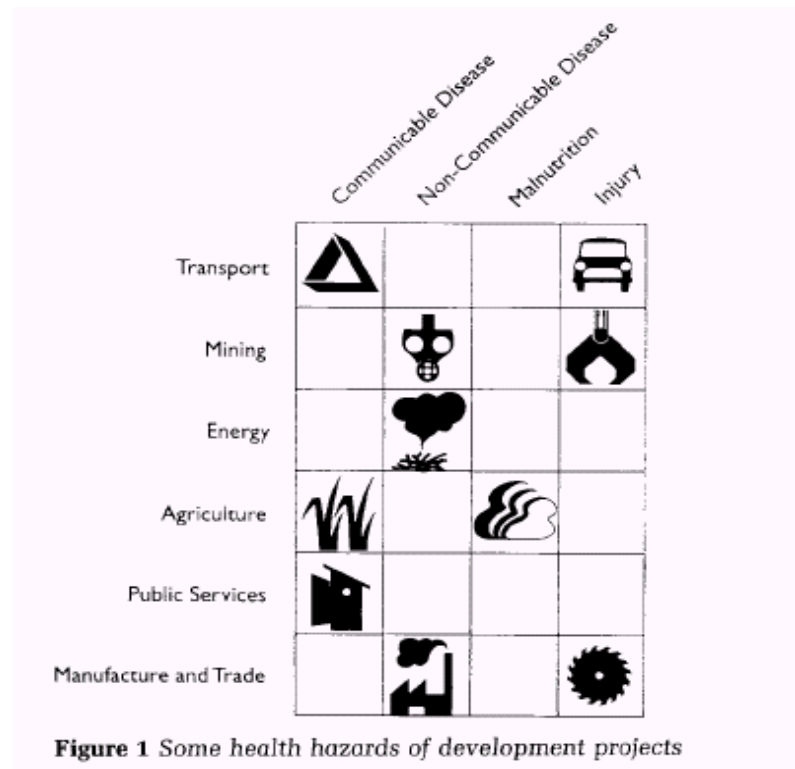 Communicable Disease
Non-Communicable Disease
Malnutrition
Injury
Transport
Mining
Energy
Agriculture
Public Services
Manufacture and Trade
Figure 1 Some health hazards of development projects